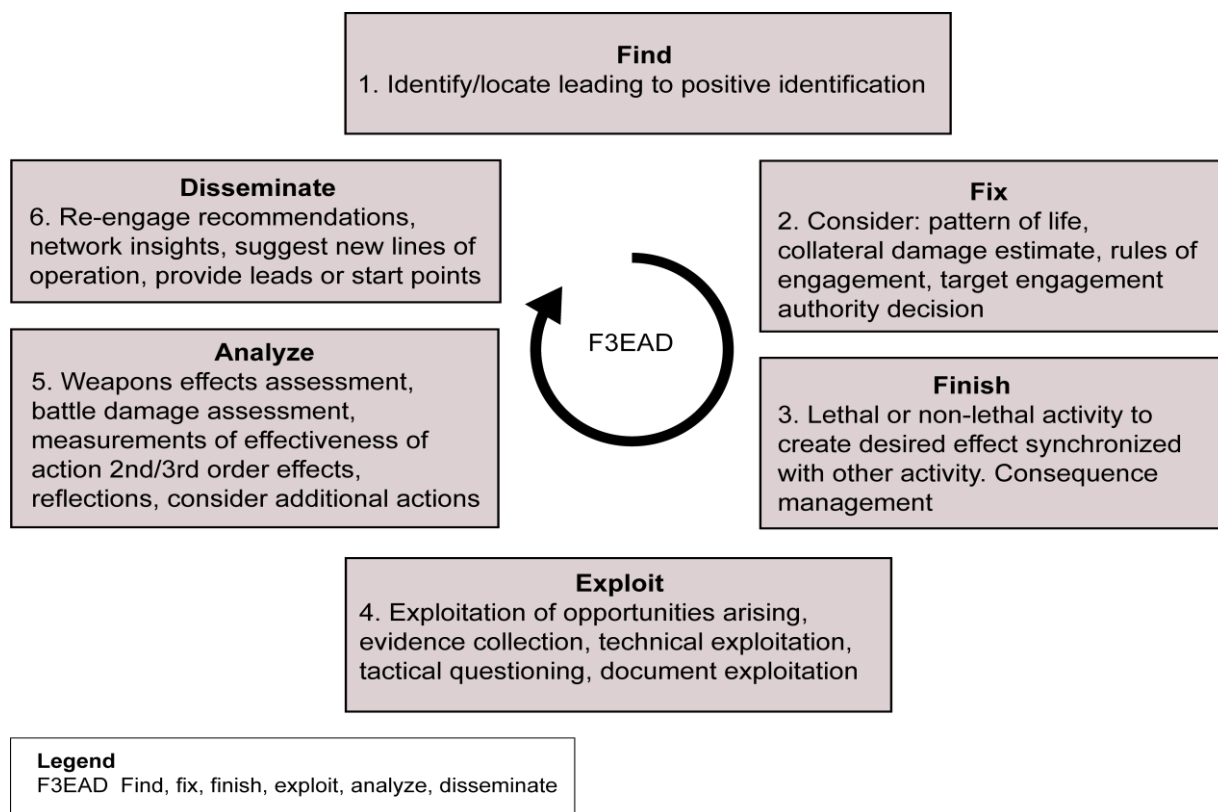 Find
1. Identify/locate leading to positive identification
Fix
2. Consider: pattern of life,
collateral damage estimate, rules of
engagement, target engagement
authority decision
Finish
3. Lethal or non-lethal activity to
create desired effect synchronized
with other activity. Consequence
management
Exploit
4. Exploitation of opportunities arising,
evidence collection, technical exploitation,
tactical questioning, document exploitation
Analyze
5. Weapons effects assessment,
battle damage assessment,
measurements of effectiveness of
action 2nd/3rd order effects,
reflections, consider additional actions
Disseminate
6. Re-engage recommendations,
network insights, suggest new lines of
operation, provide leads or start points
F3EAD
Legend
F3EAD Find, fix, finish, exploit, analyze, disseminate